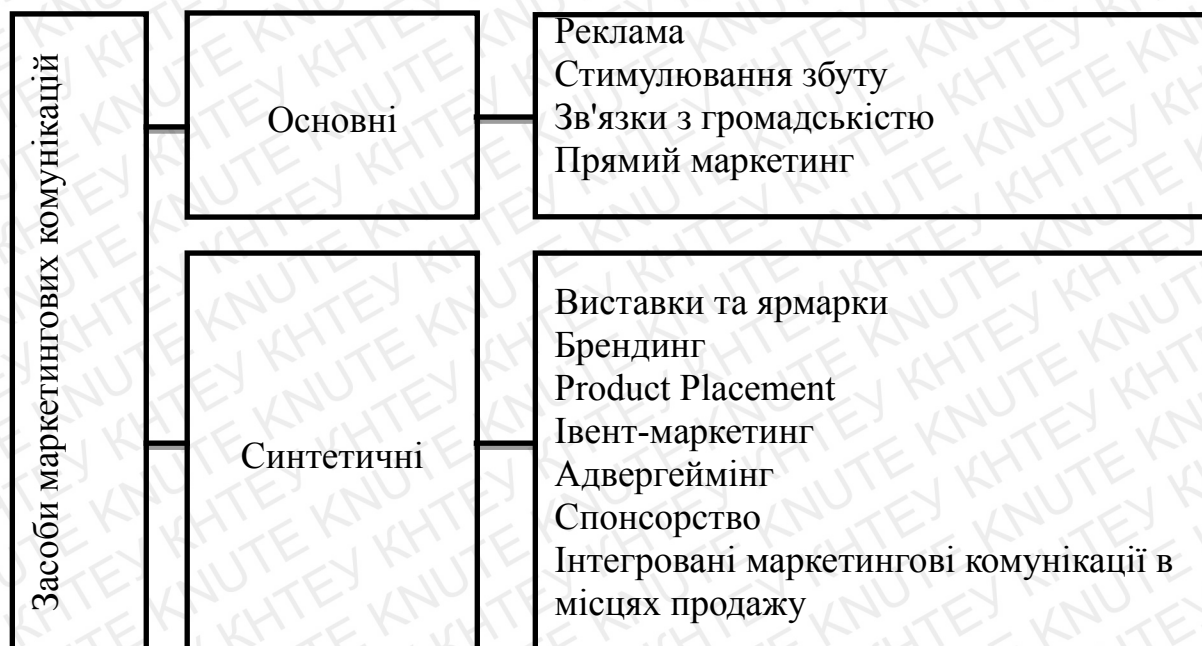 Засоби маркетингових комунікацій
Основні
Реклама
Стимулювання збуту
Зв'язки з громадськістю
Прямий маркетинг
Синтетичні
Виставки та ярмарки
Брендинг
Product Placement
Івент-маркетинг
Адвергеймінг
Спонсорство
Інтегровані маркетингові комунікації в
місцях продажу